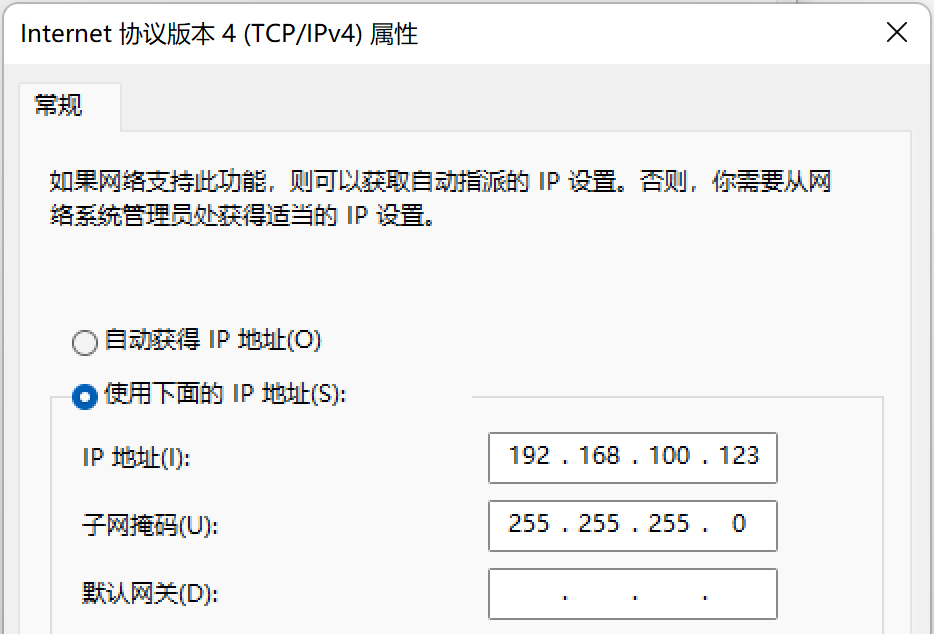 Internet 协议版本 4 (TCP/IPv4) 属性
常规
如果网络支持此功能，则可以获取自动指派的 IP 设置。否则，你需要从网
络系统管理员处获得适当的 IP 设置。
自动获得 IP 地址(O)
使用下面的 IP 地址(S):
IP 地址(I): 192 . 168 . 100 . 123
子网掩码(U): 255 . 255 . 255 . 0
默认网关(D): . . .